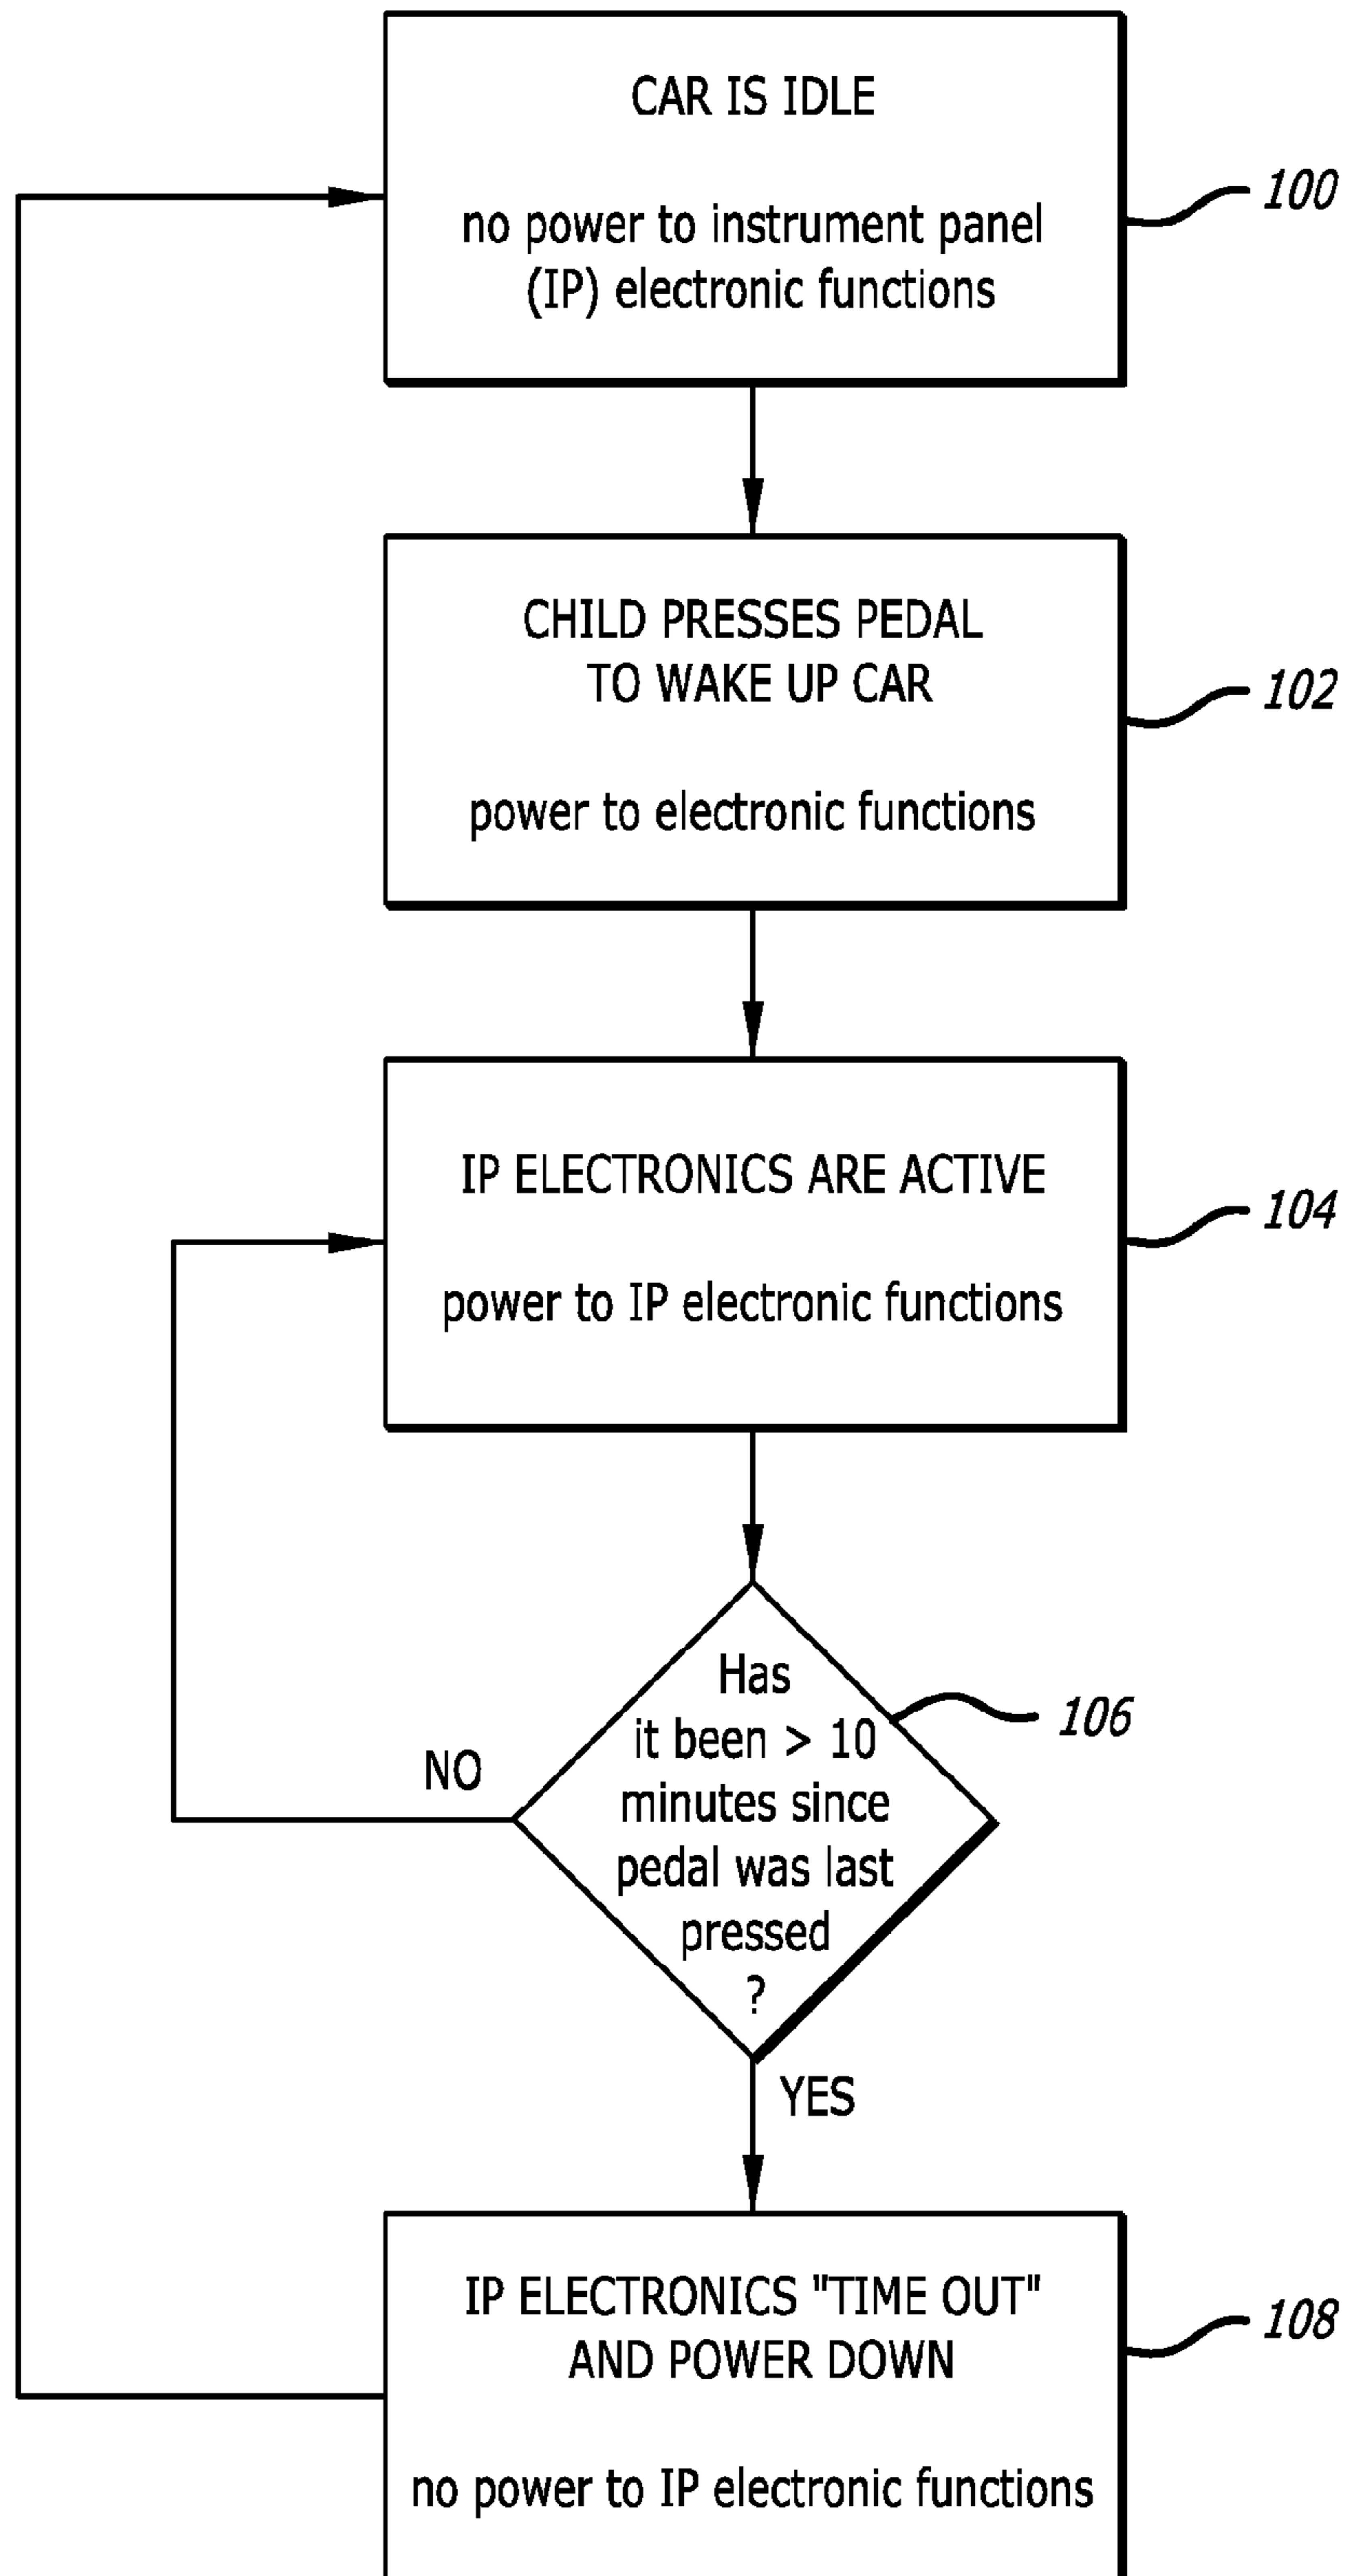 CAR IS IDLE
no power to instrument panel
(IP) electronic functions
100
CHILD PRESSES PEDAL
TO WAKE UP CAR
power to electronic functions
102
IP ELECTRONICS ARE ACTIVE
power to IP electronic functions
104
Has
it been > 10
minutes since
pedal was last
pressed
?
106
NO
YES
IP ELECTRONICS "TIME OUT"
AND POWER DOWN
no power to IP electronic functions
108